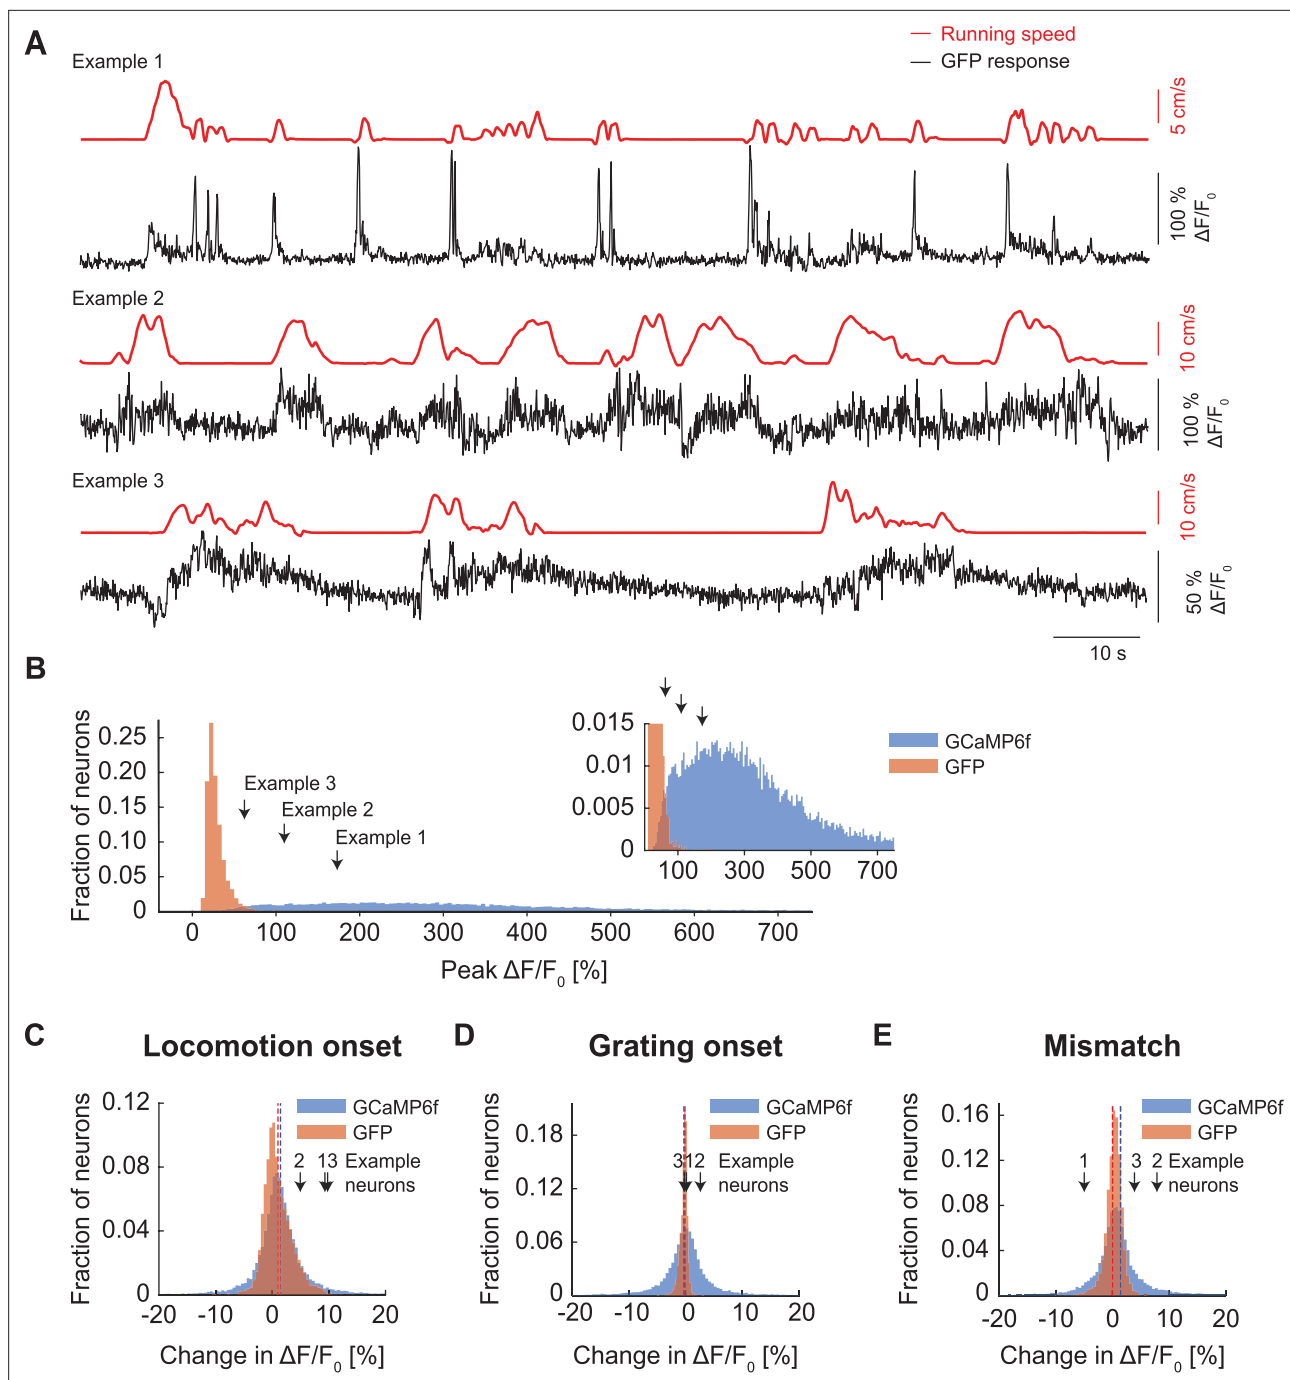 A
Running speed
GFP response
Example 1
5 cm/s
100 %
ΔF/F0
Example 2
10 cm/s
100 %
ΔF/F0
Example 3
10 cm/s
50 %
ΔF/F0
10 s
B
Fraction of neurons
0.25
0.20
0.15
0.10
0.05
0
Example 3
Example 2
Example 1
0 100 200 300 400 500 600 700
Peak ΔF/F0 [%]
0.015
0.01
0.005
0
100 300 500 700
GCaMP6f
GFP
C
Locomotion onset
Fraction of neurons
0.12
0.08
0.04
0
GCaMP6f
GFP
2 13 Example
neurons
-20 -10 0 10 20
Change in ΔF/F0 [%]
D
Grating onset
Fraction of neurons
0.18
0.12
0.06
0
GCaMP6f
GFP
312 Example
neurons
-20 -10 0 10 20
Change in ΔF/F0 [%]
E
Mismatch
Fraction of neurons
0.16
0.12
0.08
0.04
0
GCaMP6f
GFP
1 3 2 Example
neurons
-20 -10 0 10 20
Change in ΔF/F0 [%]